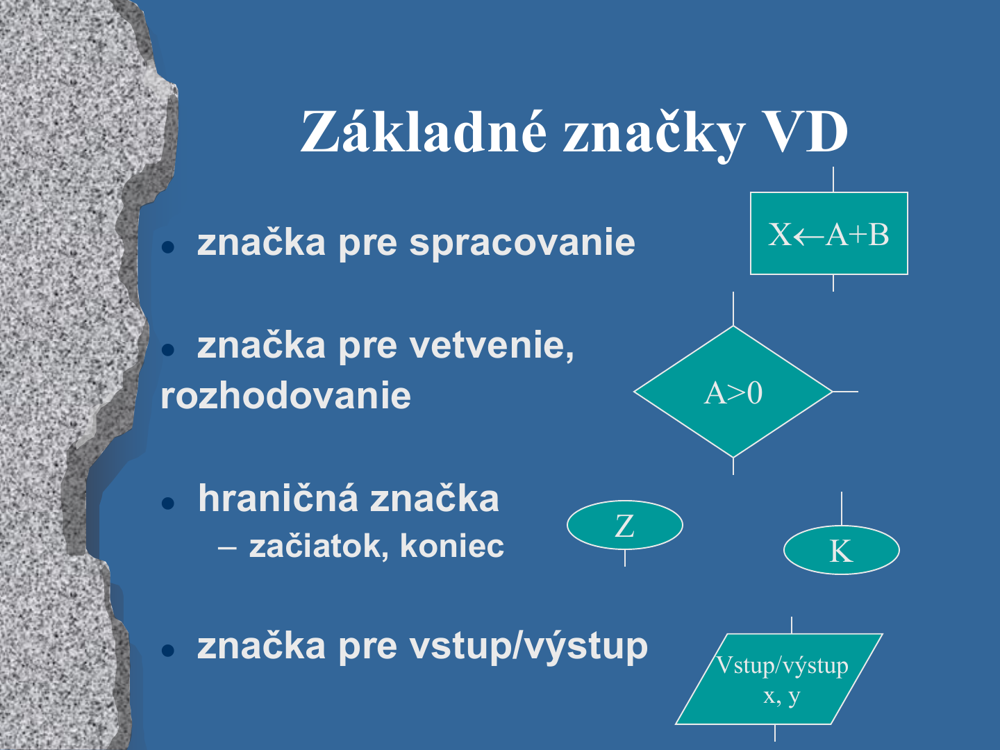 Základné značky VD
X←A+B
● značka pre spracovanie
● značka pre vetvenie,
rozhodovanie
A>0
● hraničná značka
– začiatok, koniec
Z
K
● značka pre vstup/výstup
Vstup/výstup
x, y